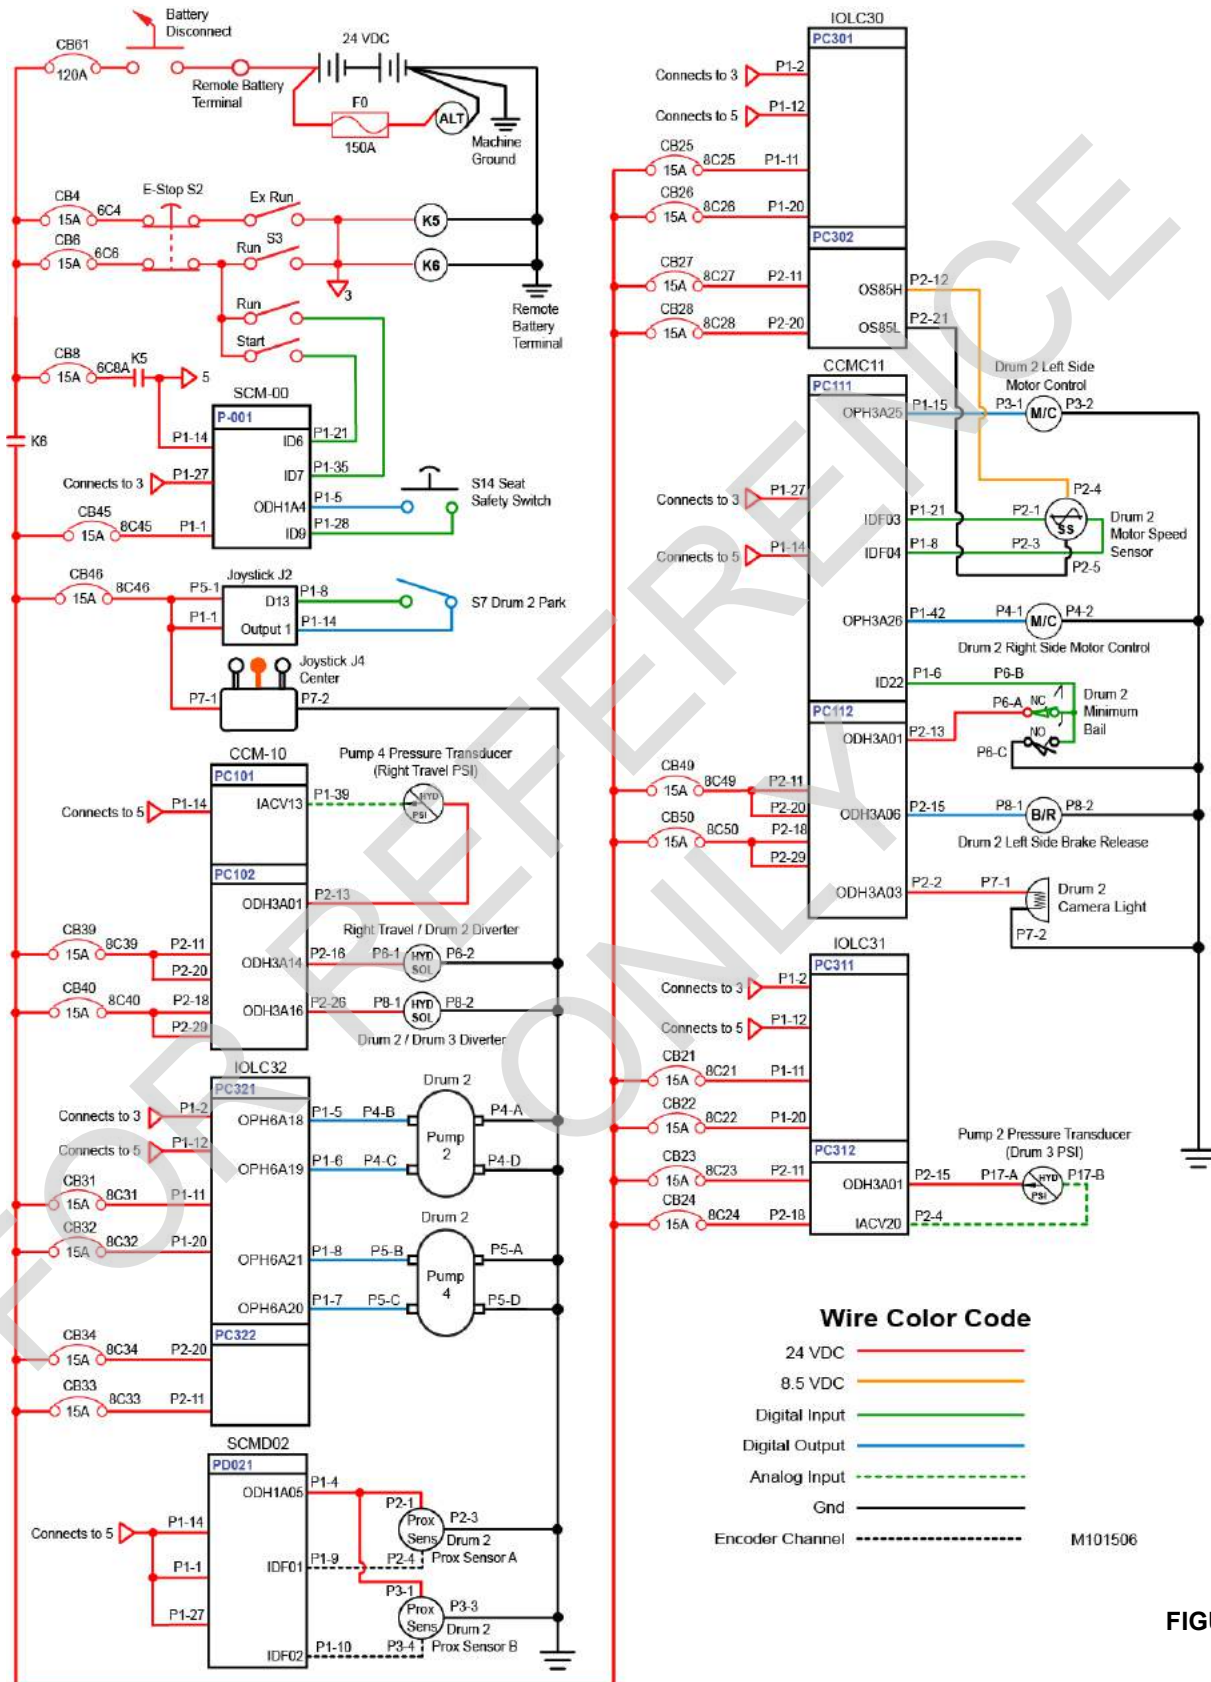 Battery
Disconnect
CB61
120A
24 VDC
Remote Battery
Terminal
F0
150A
ALT
Machine
Ground
CB4
15A
6C4
E-Stop S2
Ex Run
K5
CB6
15A
6C6
Run
S3
K6
3
Remote
Battery
Terminal
Run
Start
CB8
15A
6C8A
K5
5
K6
SCM-00
P-001
P1-14
ID6
P1-21
Connects to 3
P1-27
ID7
P1-35
ODH1A4
P1-5
S14 Seat
Safety Switch
CB45
15A
8C45
P1-1
ID9
P1-28
CB46
15A
8C46
P5-1
P1-1
Joystick J2
D13
P1-8
Output 1
P1-14
S7 Drum 2 Park
Joystick J4
Center
P7-1
P7-2
CCM-10
PC101
Connects to 5
P1-14
IACV13
P1-39
Pump 4 Pressure Transducer
(Right Travel PSI)
HYD
PSI
PC102
ODH3A01
P2-13
CB39
15A
8C39
P2-11
P2-20
Right Travel / Drum 2 Diverter
ODH3A14
P2-16
P6-1
HYD
SOL
P6-2
CB40
15A
8C40
P2-18
P2-29
ODH3A16
P2-26
P8-1
HYD
SOL
P8-2
Drum 2 / Drum 3 Diverter
IOLC32
PC321
Connects to 3
P1-2
OPH6A18
P1-5
P4-B
Drum 2
Pump
2
P4-A
Connects to 5
P1-12
OPH6A19
P1-6
P4-C
P4-D
CB31
15A
8C31
P1-11
CB32
15A
8C32
P1-20
OPH6A21
P1-8
P5-B
Drum 2
Pump
4
P5-A
OPH6A20
P1-7
P5-C
P5-D
PC322
CB34
15A
8C34
P2-20
CB33
15A
8C33
P2-11
SCMD02
PD021
ODH1A05
P1-4
Connects to 5
P1-14
P1-1
P1-27
P2-1
Prox
Sens
P2-3
Drum 2
Prox Sensor A
IDF01
P1-9
P2-4
P3-1
Prox
Sens
P3-3
Drum 2
Prox Sensor B
IDF02
P1-10
P3-4
IOLC30
PC301
Connects to 3
P1-2
Connects to 5
P1-12
CB25
15A
8C25
P1-11
CB26
15A
8C26
P1-20
PC302
CB27
15A
8C27
P2-11
OS85H
P2-12
CB28
15A
8C28
P2-20
OS85L
P2-21
CCMC11
PC111
Drum 2 Left Side
Motor Control
OPH3A25
P1-15
P3-1
M/C
P3-2
Connects to 3
P1-27
P2-4
IDF03
P1-21
P2-1
SS
Drum 2
Motor Speed
Sensor
Connects to 5
P1-14
IDF04
P1-8
P2-3
P2-5
OPH3A26
P1-42
P4-1
M/C
P4-2
Drum 2 Right Side Motor Control
ID22
P1-6
P6-B
P6-A
NC
NO
P6-C
Drum 2
Minimum
Bail
PC112
ODH3A01
P2-13
CB49
15A
8C49
P2-11
P2-20
ODH3A06
P2-15
P8-1
B/R
P8-2
Drum 2 Left Side Brake Release
CB50
15A
8C50
P2-18
P2-29
ODH3A03
P2-2
P7-1
P7-2
Drum 2
Camera Light
IOLC31
PC311
Connects to 3
P1-2
Connects to 5
P1-12
CB21
15A
8C21
P1-11
CB22
15A
8C22
P1-20
PC312
Pump 2 Pressure Transducer
(Drum 3 PSI)
CB23
15A
8C23
P2-11
ODH3A01
P2-15
P17-A
HYD
PSI
P17-B
CB24
15A
8C24
P2-18
IACV20
P2-4
Wire Color Code
24 VDC
8.5 VDC
Digital Input
Digital Output
Analog Input
Gnd
Encoder Channel
M101506
FIGU
FOR REFERENCE
ONLY